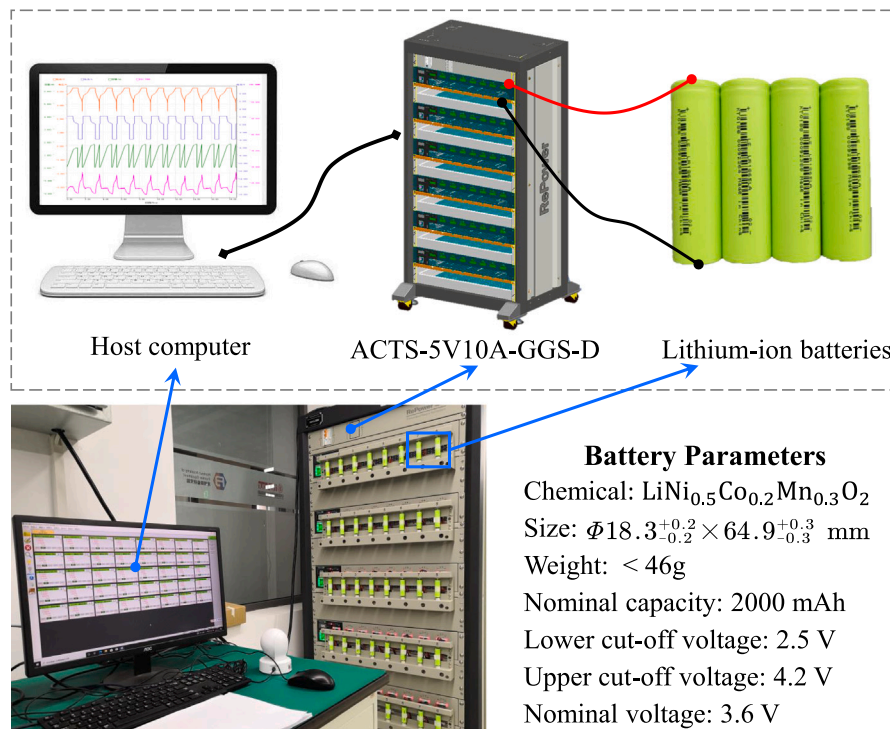 RePower
Host computer
ACTS-5V10A-GGS-D
Lithium-ion batteries
RePower
Battery Parameters
Chemical: LiNi₀.₅Co₀.₂Mn₀.₃O₂
Size: Φ18.3⁺⁰·²₋₀.₂×64.9⁺⁰·³₋₀.₃ mm
Weight: < 46g
Nominal capacity: 2000 mAh
Lower cut-off voltage: 2.5 V
Upper cut-off voltage: 4.2 V
Nominal voltage: 3.6 V